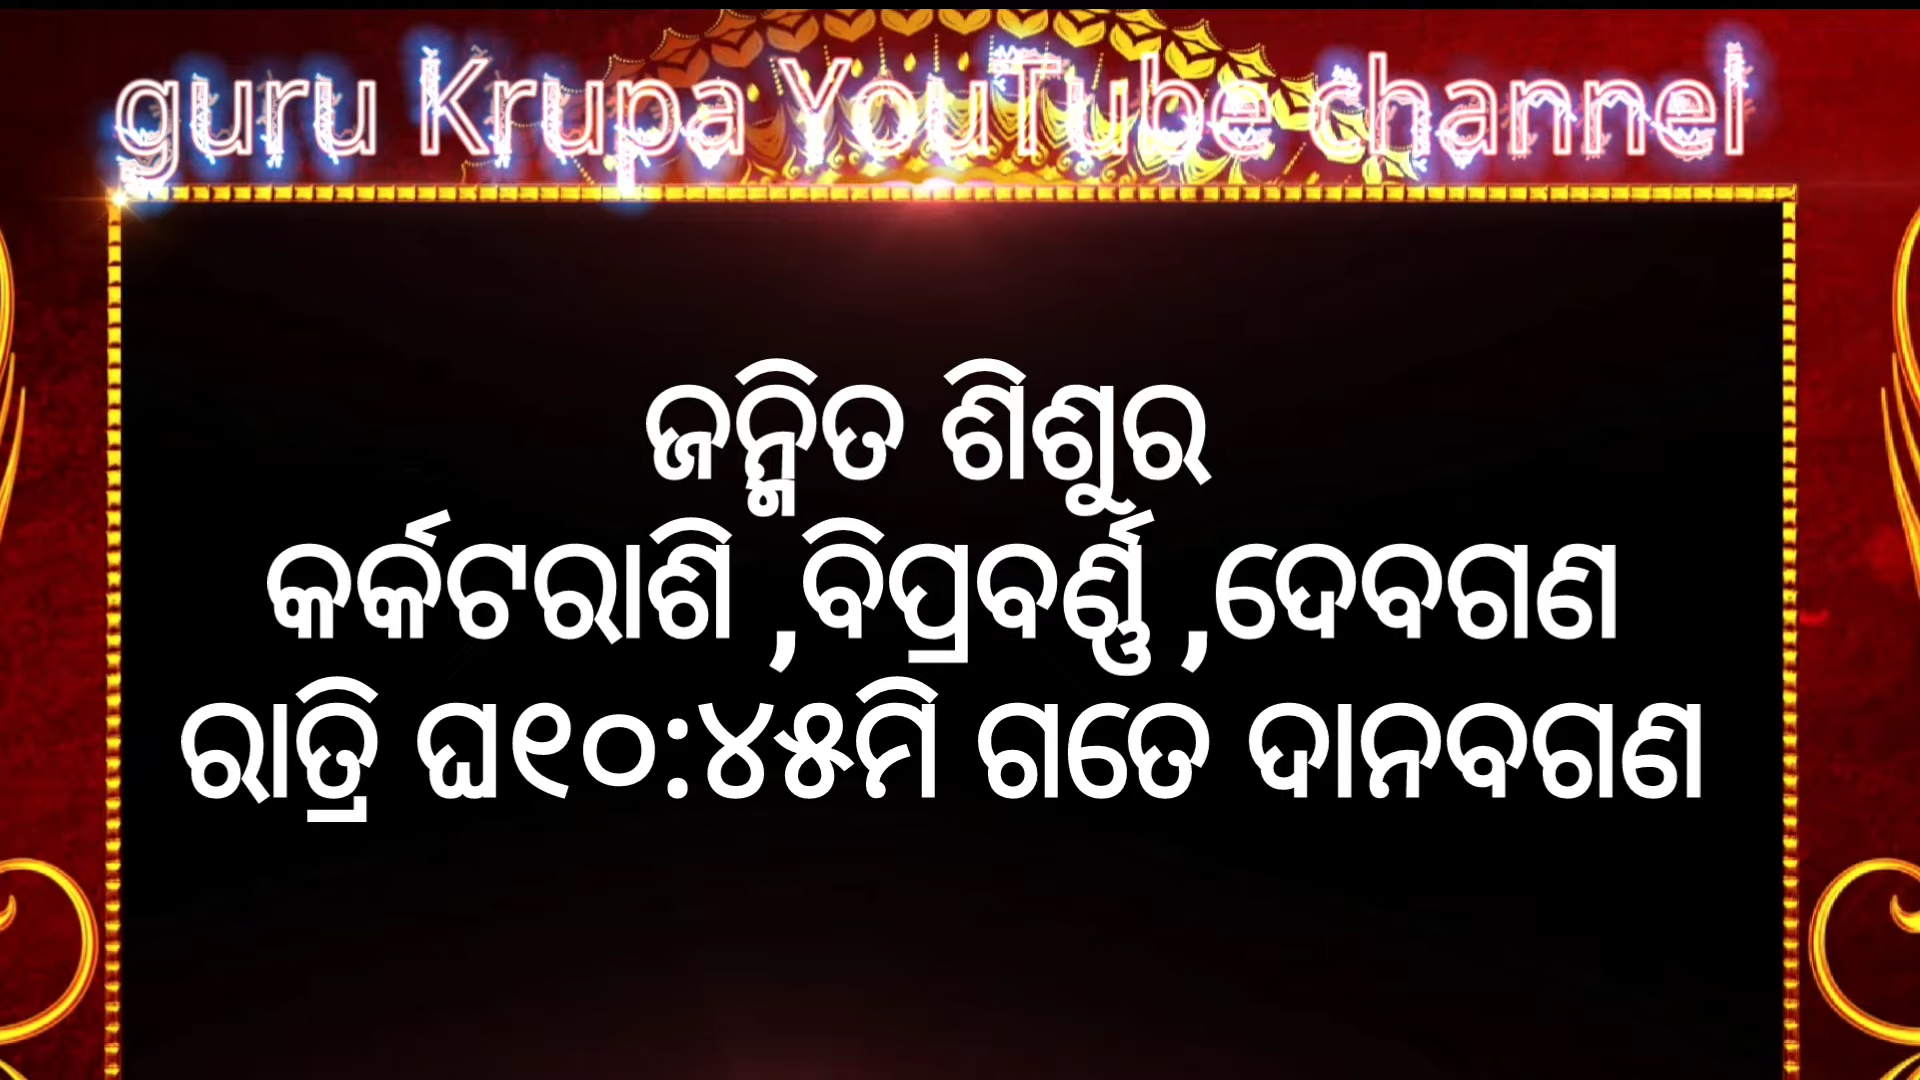 guru Krupa YouTube channel
ଜନ୍ମିତ ଶିଶୁର
କର୍କଟରାଶି ,ବିପ୍ରବର୍ଣ୍ଣ ,ଦେବଗଣ
ରାତ୍ରି ଘ୧୦:୪୫ମି ଗତେ ଦାନବଗଣ